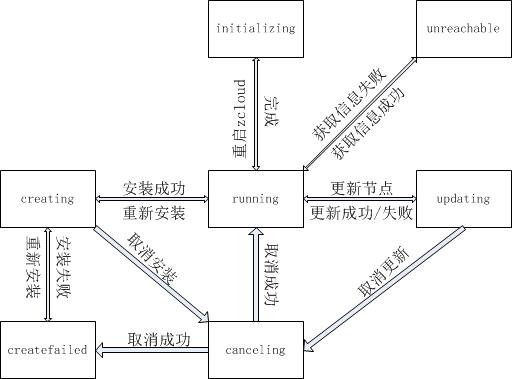 initializing
unreachable
重启zcloud
完成
获取信息失败
获取信息成功
creating
安装成功
重新安装
running
更新节点
更新成功/失败
updating
重新安装
安装失败
取消安装
取消成功
取消更新
createfailed
取消成功
canceling